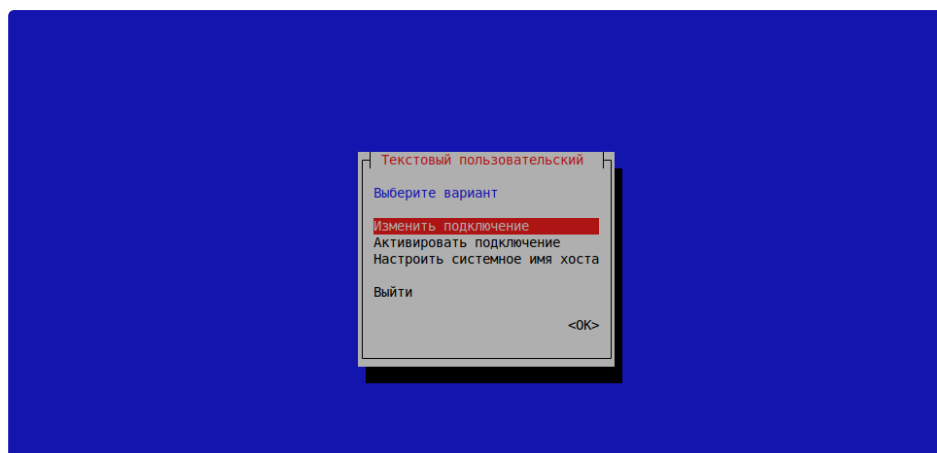 Текстовый пользовательский
Выберите вариант
Изменить подключение
Активировать подключение
Настроить системное имя хоста
Выйти
<OK>